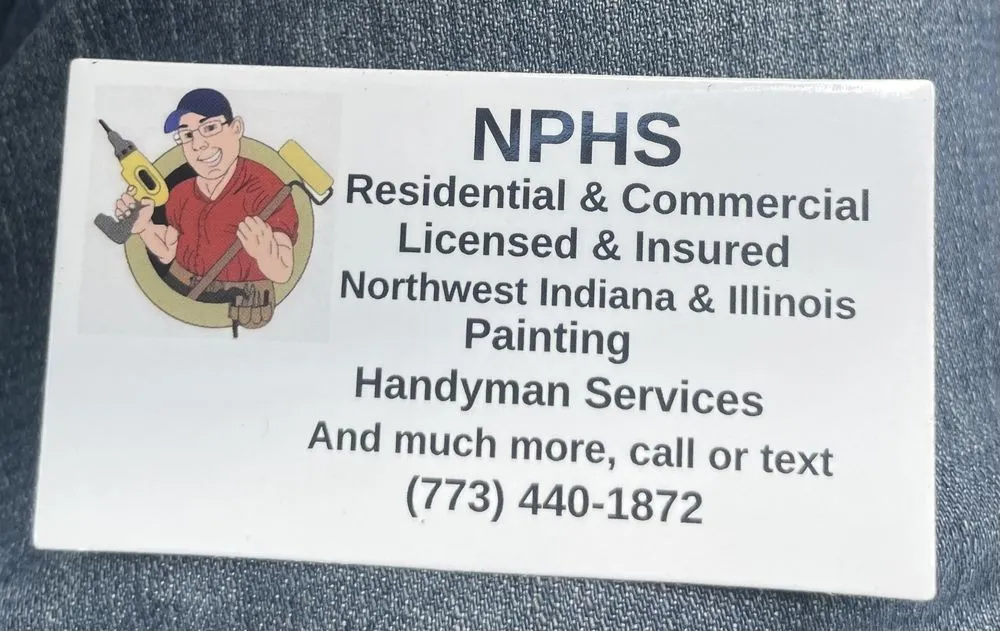 NPHS
Residential & Commercial
Licensed & Insured
Northwest Indiana & Illinois
Painting
Handyman Services
And much more, call or text
(773) 440-1872